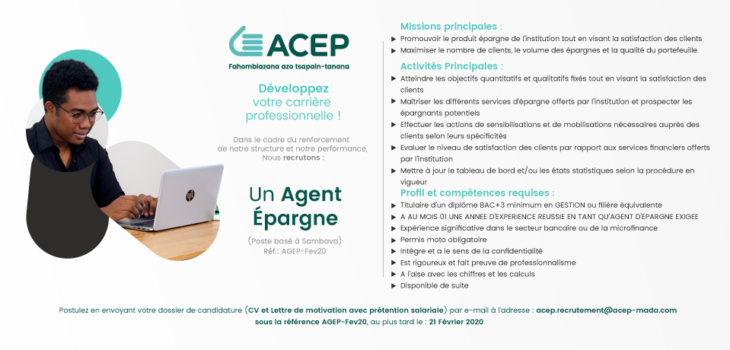 ACEP
Fahombiazana azo tsapain-tanana
Développez
votre carrière
professionnelle !
Dans le cadre du renforcement
de notre structure et notre performance,
Nous recrutons :
Un Agent
Épargne
(Poste basé à Sambava)
Réf.: AGEP-Fev20
Missions principales :
Promouvoir le produit épargne de l'institution tout en visant la satisfaction des clients
Maximiser le nombre de clients, le volume des épargnes et la qualité du portefeuille
Activités Principales :
Atteindre les objectifs quantitatifs et qualitatifs fixés tout en visant la satisfaction des
clients
Maîtriser les différents services d'épargne offerts par l'institution et prospecter les
épargnants potentiels
Effectuer les actions de sensibilisations et de mobilisations nécessaires auprès des
clients selon leurs spécificités
Evaluer le niveau de satisfaction des clients par rapport aux services financiers offerts
par l'institution
Mettre à jour le tableau de bord et/ou les états statistiques selon la procédure en
vigueur
Profil et compétences requises :
Titulaire d'un diplôme BAC+3 minimum en GESTION ou filière équivalente
A AU MOIS 01 UNE ANNEE D'EXPERIENCE REUSSIE EN TANT QU'AGENT D'EPARGNE EXIGEE
Expérience significative dans le secteur bancaire ou de la microfinance
Permis moto obligatoire
Intègre et a le sens de la confidentialité
Est rigoureux et fait preuve de professionnalisme
A l'aise avec les chiffres et les calculs
Disponible de suite
Postulez en envoyant votre dossier de candidature (CV et Lettre de motivation avec prétention salariale) par e-mail à l'adresse : acep.recrutement@acep-mada.com
sous la référence AGEP-Fev20, au plus tard le : 21 Février 2020